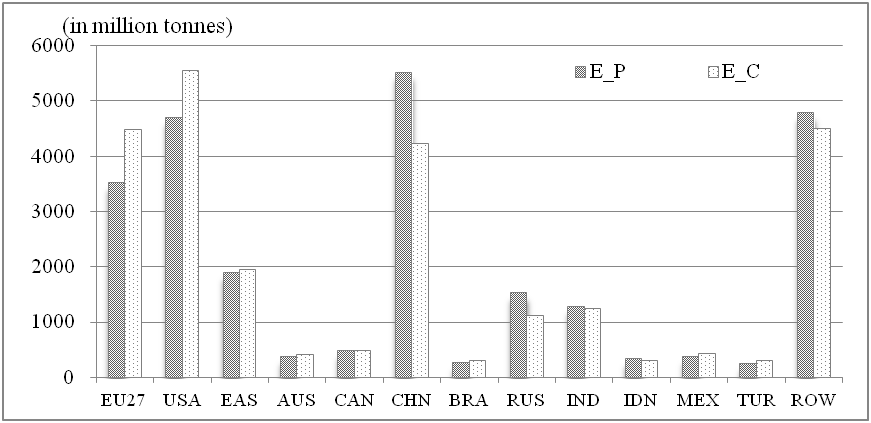 (in million tonnes)
6000
E_P E_C
5000
4000
3000
2000
1000
0
EU27 USA EAS AUS CAN CHN BRA RUS IND IDN MEX TUR ROW